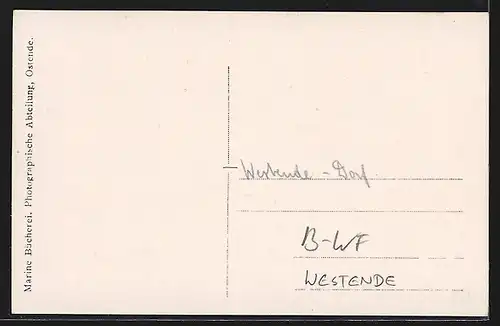 Marine Bücherei. Photographische Abteilung, Ostende.
Westende - Dorf
B-WF
WESTENDE